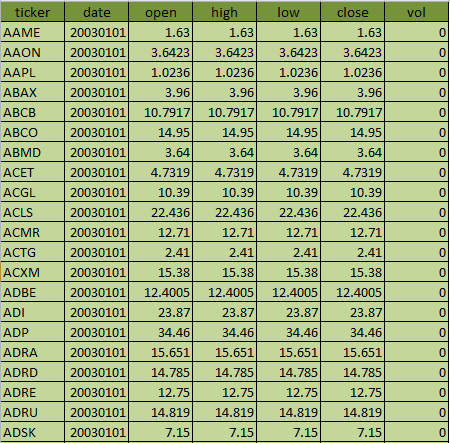 ticker date open high low close vol
AAME 20030101 1.63 1.63 1.63 1.63 0
AAON 20030101 3.6423 3.6423 3.6423 3.6423 0
AAPL 20030101 1.0236 1.0236 1.0236 1.0236 0
ABAX 20030101 3.96 3.96 3.96 3.96 0
ABCB 20030101 10.7917 10.7917 10.7917 10.7917 0
ABCO 20030101 14.95 14.95 14.95 14.95 0
ABMD 20030101 3.64 3.64 3.64 3.64 0
ACET 20030101 4.7319 4.7319 4.7319 4.7319 0
ACGL 20030101 10.39 10.39 10.39 10.39 0
ACLS 20030101 22.436 22.436 22.436 22.436 0
ACMR 20030101 12.71 12.71 12.71 12.71 0
ACTG 20030101 2.41 2.41 2.41 2.41 0
ACXM 20030101 15.38 15.38 15.38 15.38 0
ADBE 20030101 12.4005 12.4005 12.4005 12.4005 0
ADI 20030101 23.87 23.87 23.87 23.87 0
ADP 20030101 34.46 34.46 34.46 34.46 0
ADRA 20030101 15.651 15.651 15.651 15.651 0
ADRD 20030101 14.785 14.785 14.785 14.785 0
ADRE 20030101 12.75 12.75 12.75 12.75 0
ADRU 20030101 14.819 14.819 14.819 14.819 0
ADSK 20030101 7.15 7.15 7.15 7.15 0